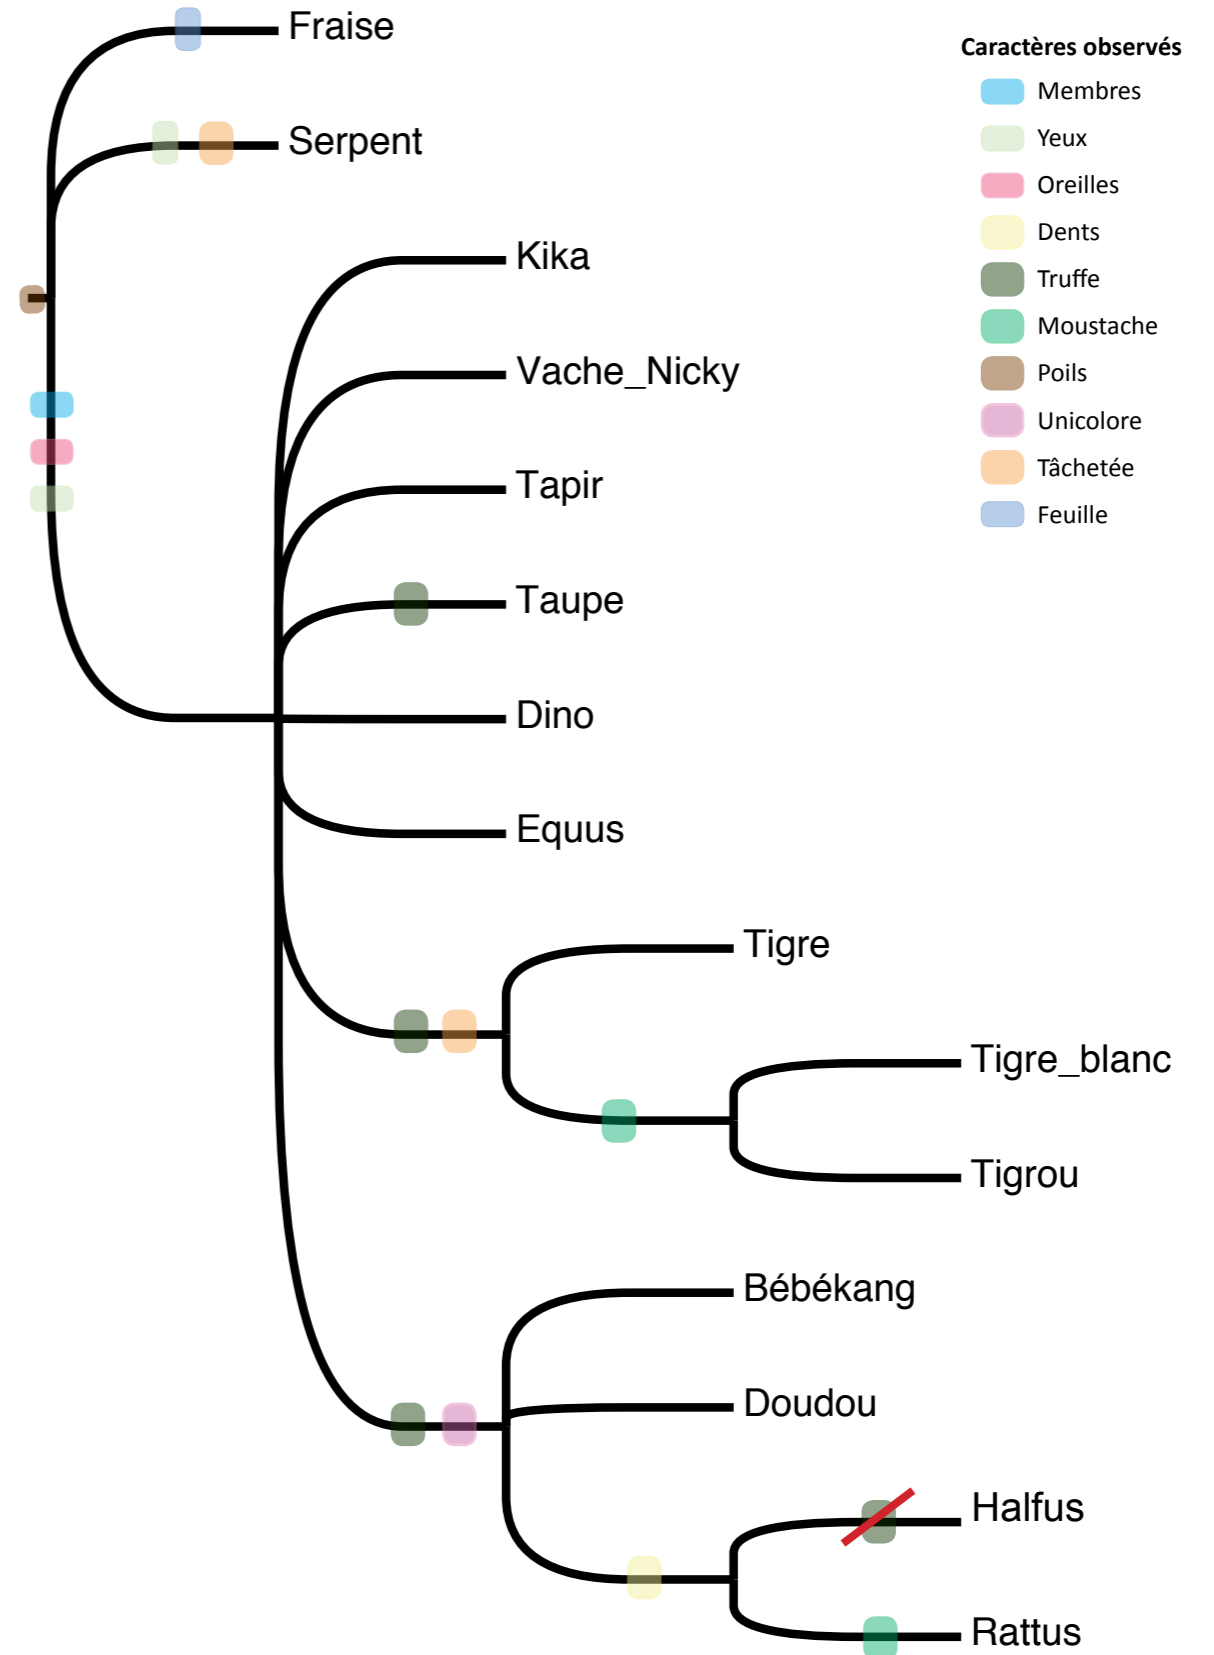 Fraise
Caractères observés
Membres
Yeux
Oreilles
Dents
Truffe
Moustache
Poils
Unicolore
Tâchetée
Feuille
Serpent
Kika
Vache_Nicky
Tapir
Taupe
Dino
Equus
Tigre
Tigre_blanc
Tigrou
Bébékang
Doudou
Halfus
Rattus